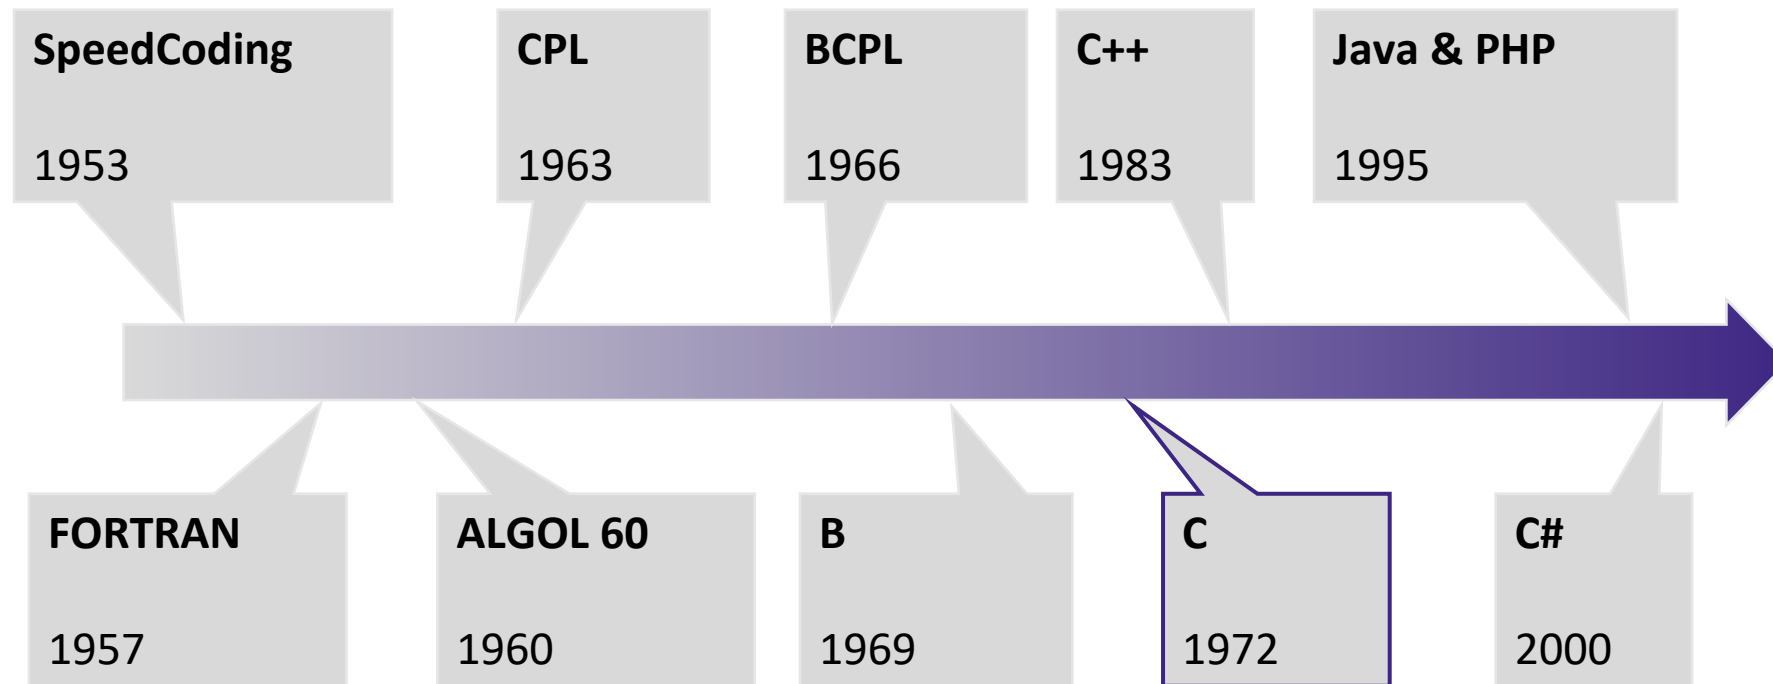 SpeedCoding
1953
CPL
1963
BCPL
1966
C++
1983
Java & PHP
1995
FORTRAN
1957
ALGOL 60
1960
B
1969
C
1972
C#
2000